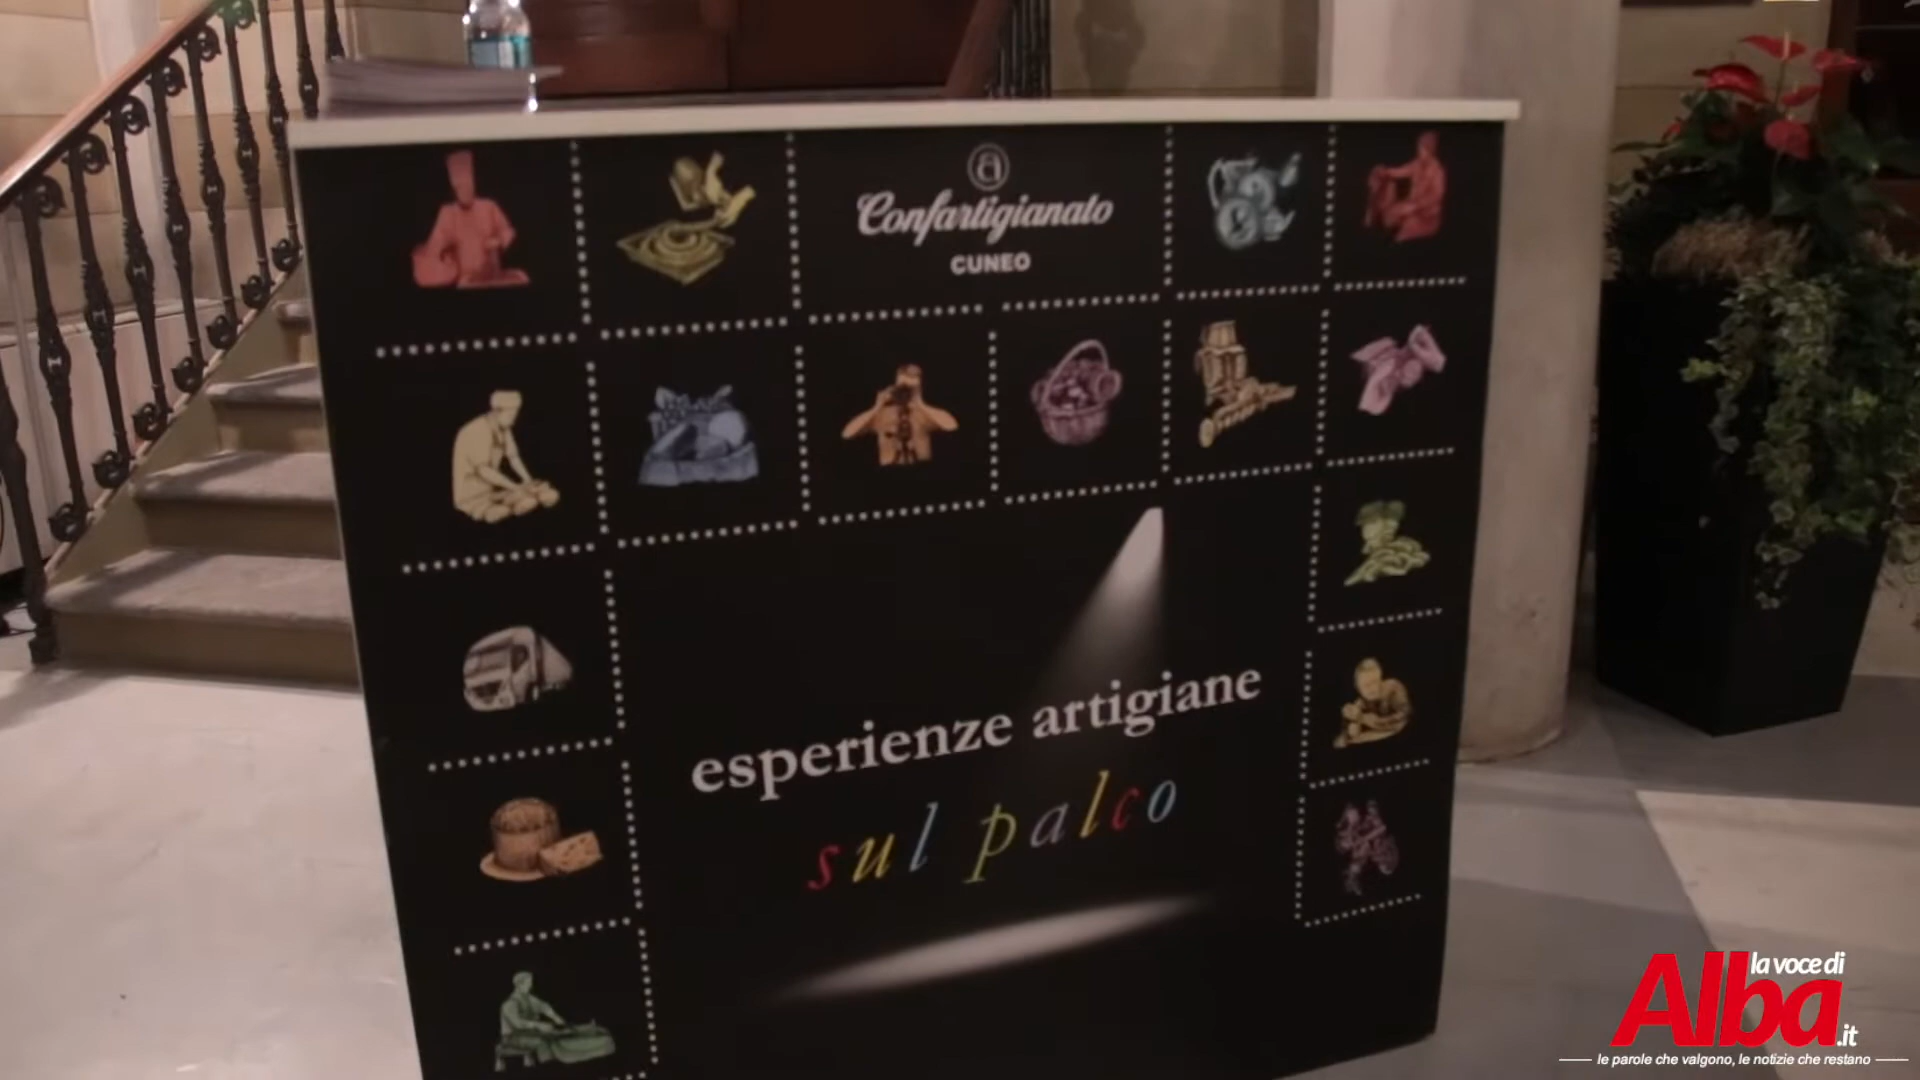 Confartigianato
CUNEO
esperienze artigiane
sul palco
la voce di
Alba
.it
le parole che valgono, le notizie che restano